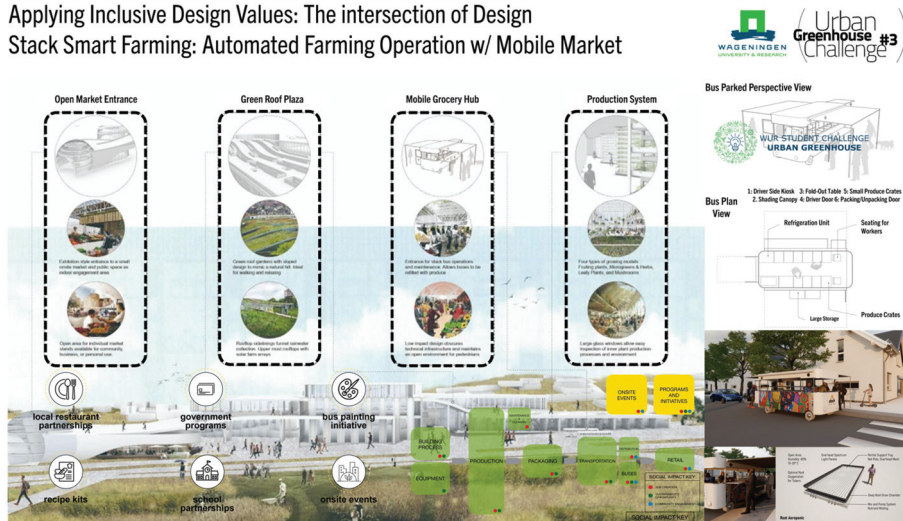 Applying Inclusive Design Values: The intersection of Design
Stack Smart Farming: Automated Farming Operation w/ Mobile Market
WAGENINGEN
UNIVERSITY & RESEARCH
Urban
Greenhouse
Challenge #3
Open Market Entrance
Exhibition style entrance to a small
onsite market and public space as
indoor engagement area
Open area for individual market
stands available for community,
business, or personal use.
Green Roof Plaza
Green roof gardens with sloped
design to mimic a natural hill. Ideal
for walking and relaxing
Rooftop sidelinings funnel rainwater
collection. Upper most rooftops with
solar farm arrays
Mobile Grocery Hub
Entrance for stack bus operations
and maintenance. Allows buses to be
refilled with produce
Low impact design obscures
technical infrastructure and maintains
an open environment for pedestrians
Production System
Four types of growing models:
Fruiting plants, Microgreens & Herbs,
Leafy Plants, and Mushrooms
Large glass windows allow easy
inspection of inner plant production
processes and environment
Bus Parked Perspective View
WUR STUDENT CHALLENGE
URBAN GREENHOUSE
1: Driver Side Kiosk 3: Fold-Out Table 5: Small Produce Crates
2. Shading Canopy 4: Driver Door 6: Packing/Unpacking Door
Bus Plan
View
Refrigeration Unit
Seating for
Workers
Large Storage
Produce Crates
local restaurant
partnerships
government
programs
bus painting
initiative
recipe kits
school
partnerships
onsite events
ONSITE
EVENTS
PROGRAMS
AND
INITIATIVES
BUILDING
PROCESS
EQUIPMENT
PRODUCTION
PACKAGING
TRANSPORTATION
BUSES
RETAIL
SOCIAL IMPACT KEY
SOCIAL IMPACT KEY